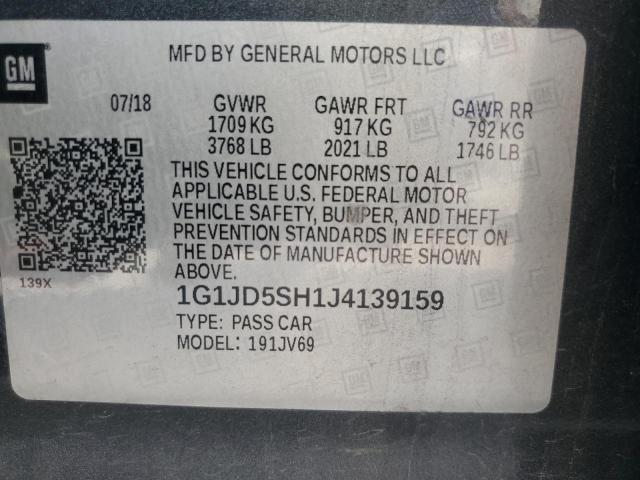 GM
MFD BY GENERAL MOTORS LLC
07/18 GVWR GAWR FRT GAWR RR
1709 KG 917 KG 792 KG
3768 LB 2021 LB 1746 LB
THIS VEHICLE CONFORMS TO ALL
APPLICABLE U.S. FEDERAL MOTOR
VEHICLE SAFETY, BUMPER, AND THEFT
PREVENTION STANDARDS IN EFFECT ON
THE DATE OF MANUFACTURE SHOWN
ABOVE.
139X
1G1JD5SH1J4139159
TYPE: PASS CAR
MODEL: 191JV69